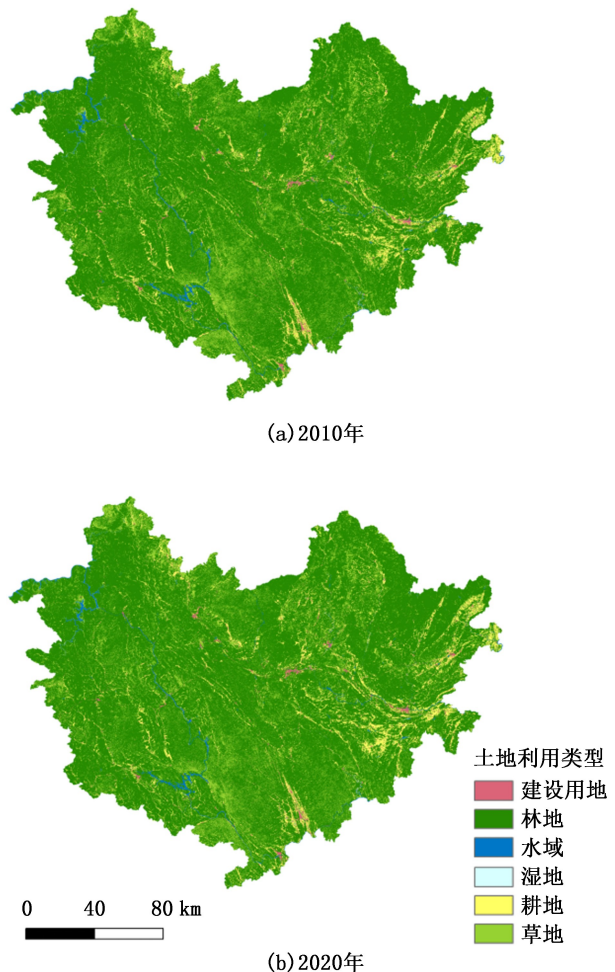 (a)2010年
土地利用类型
建设用地
林地
水域
湿地
耕地
草地
0 40 80 km
(b)2020年